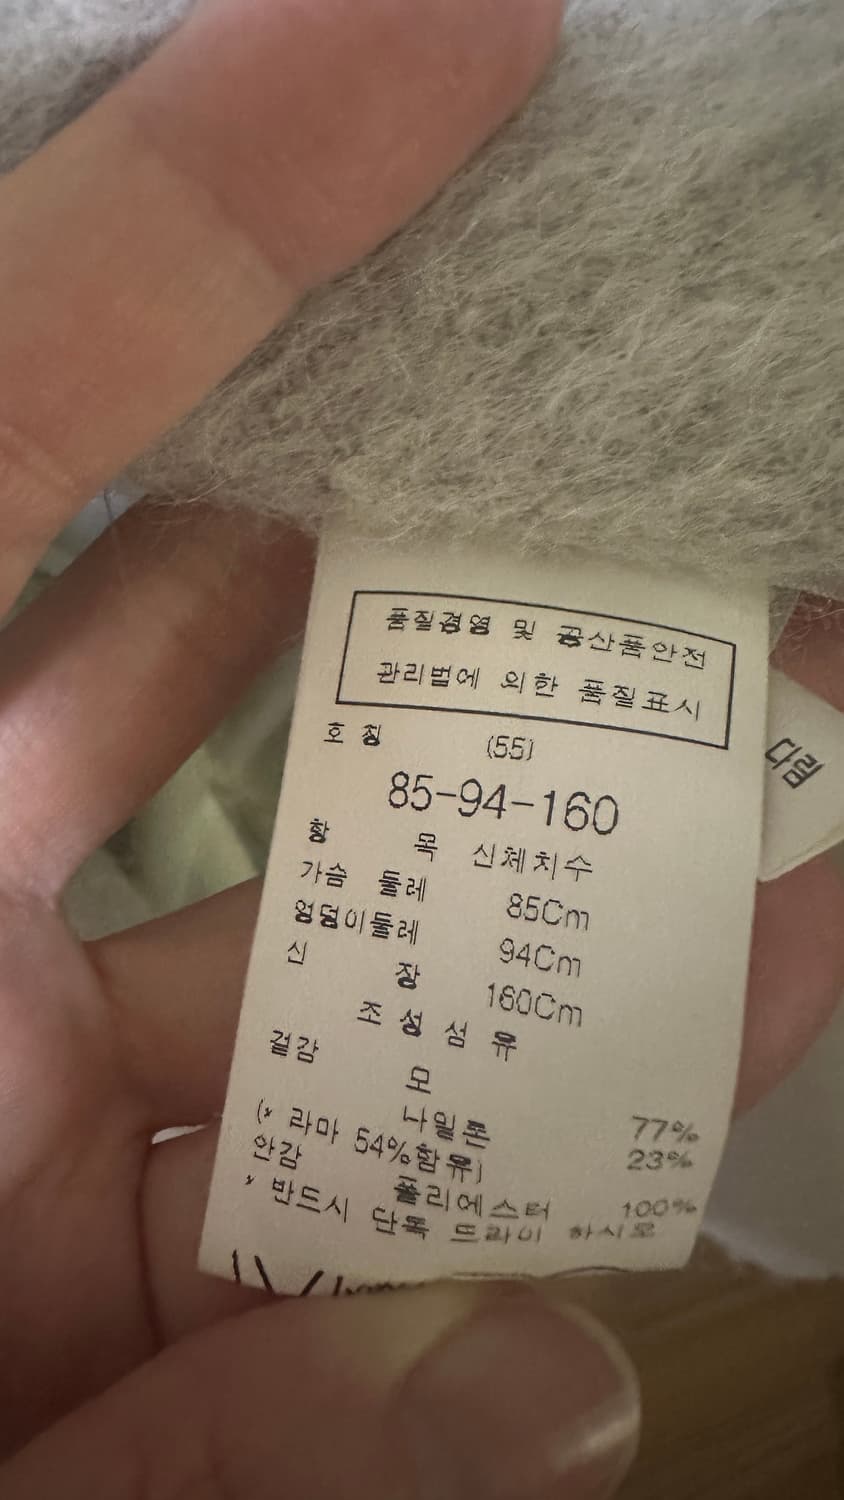 품질경영 및 공산품안전
관리법에 의한 품질표시
호 칭 (55)
85-94-160
항 목 신체치수
가슴 둘레 85Cm
엉덩이둘레 94Cm
신 장 160Cm
조 성 섬 유
겉감
모 77%
나일론 23%
(* 라마 54%함유)
안감 폴리에스터 100%
* 반드시 단독 드라이 하시오
다림